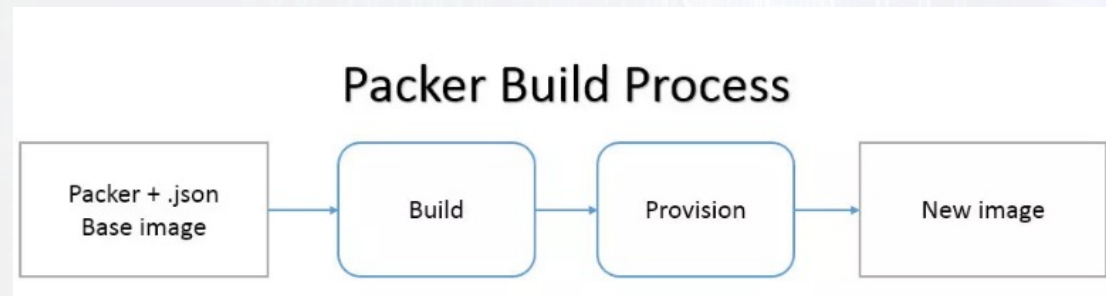 Packer Build Process
Packer + .json
Base image
Build
Provision
New image